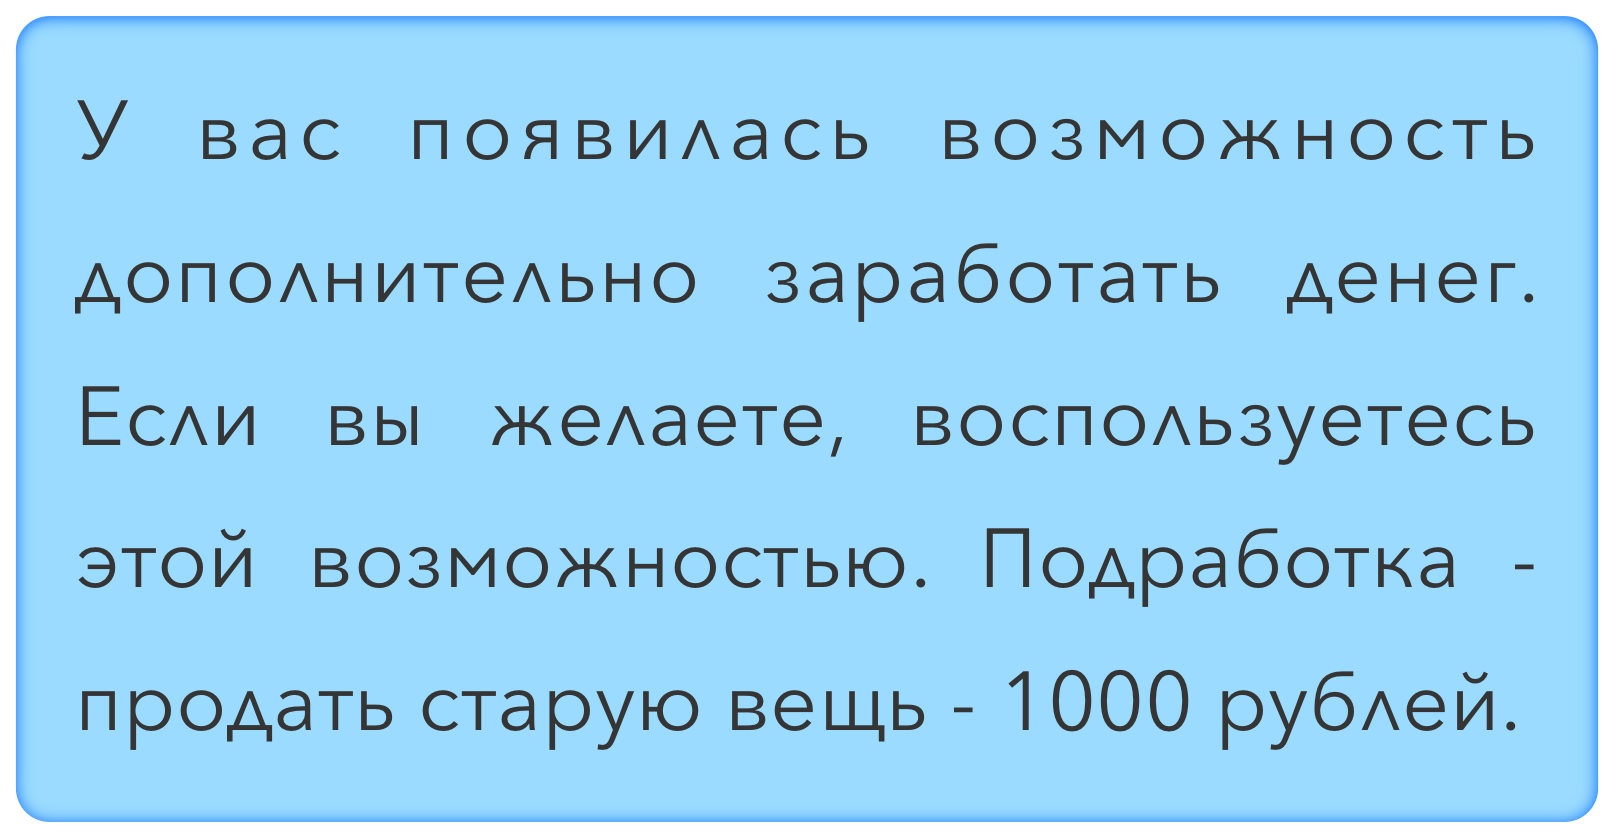 У вас появилась возможность
дополнительно заработать денег.
Если вы желаете, воспользуетесь
этой возможностью. Подработка -
продать старую вещь - 1000 рублей.